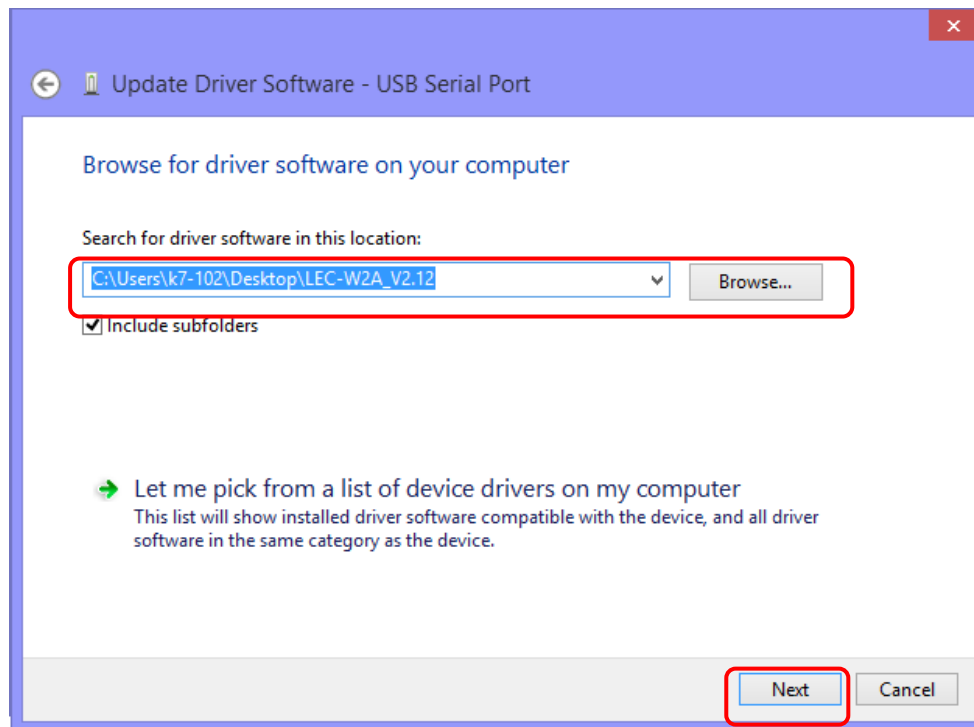 Update Driver Software - USB Serial Port
Browse for driver software on your computer
Search for driver software in this location:
C:\Users\k7-102\Desktop\LEC-W2A_V2.12
Browse...
Include subfolders
Let me pick from a list of device drivers on my computer
This list will show installed driver software compatible with the device, and all driver
software in the same category as the device.
Next
Cancel